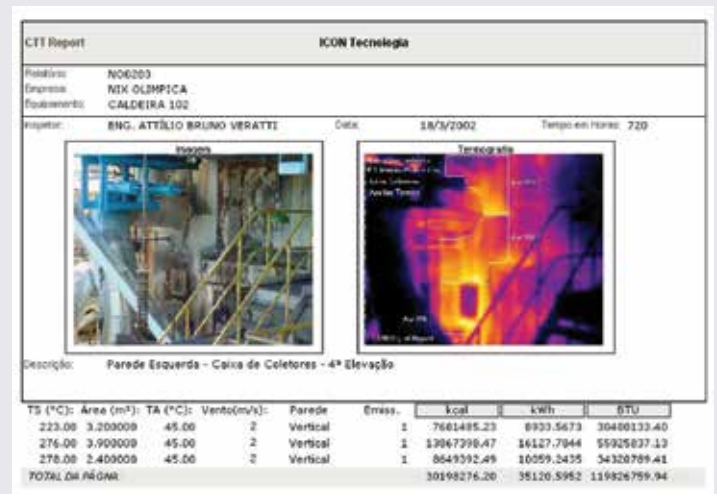 CTT Report ICON Tecnologia
Relatório: NO0203
Empresa: NIX OLIMPICA
Equipamento: CALDEIRA 102
Inspetor: ENG. ATTÍLIO BRUNO VERATTI Data: 18/3/2002 Tempo em Horas: 720
Imagem Termografia
Descrição: Parede Esquerda - Caixa de Coletores - 4ª Elevação
TS (°C): Área (m²): TA (°C): Vento(m/s): Parede Emiss. kcal kWh BTU
223.00 3.200000 45.00 2 Vertical 1 7681485.23 8933.5673 30480133.40
276.00 3.900000 45.00 2 Vertical 1 13867398.47 16127.7844 55025837.13
278.00 2.400000 45.00 2 Vertical 1 8649392.49 10059.2435 34320789.41
TOTAL DA PÁGINA: 30198276.20 35120.5952 119826759.94